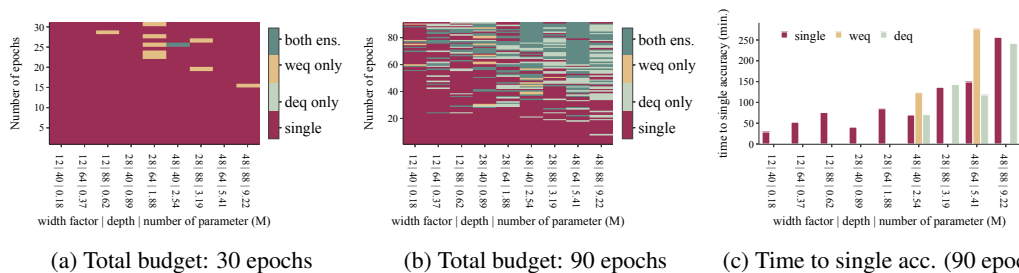 Number of epochs
30
25
20
15
10
5
12 | 40 | 0.18
12 | 64 | 0.37
12 | 88 | 0.62
28 | 40 | 0.89
28 | 64 | 1.88
48 | 40 | 2.54
28 | 88 | 3.19
48 | 64 | 5.41
48 | 88 | 9.22
width factor | depth | number of parameter (M)
both ens.
weq only
deq only
single
(a) Total budget: 30 epochs
Number of epochs
80
60
40
20
12 | 40 | 0.18
12 | 64 | 0.37
12 | 88 | 0.62
28 | 40 | 0.89
28 | 64 | 1.88
48 | 40 | 2.54
28 | 88 | 3.19
48 | 64 | 5.41
48 | 88 | 9.22
width factor | depth | number of parameter (M)
both ens.
weq only
deq only
single
(b) Total budget: 90 epochs
time to single accuracy (min.)
300
250
200
150
100
50
0
single
weq
deq
12 | 40 | 0.18
12 | 64 | 0.37
12 | 88 | 0.62
28 | 40 | 0.89
28 | 64 | 1.88
48 | 40 | 2.54
28 | 88 | 3.19
48 | 64 | 5.41
48 | 88 | 9.22
width factor | depth | number of parameter (M)
(c) Time to single acc. (90 epoc